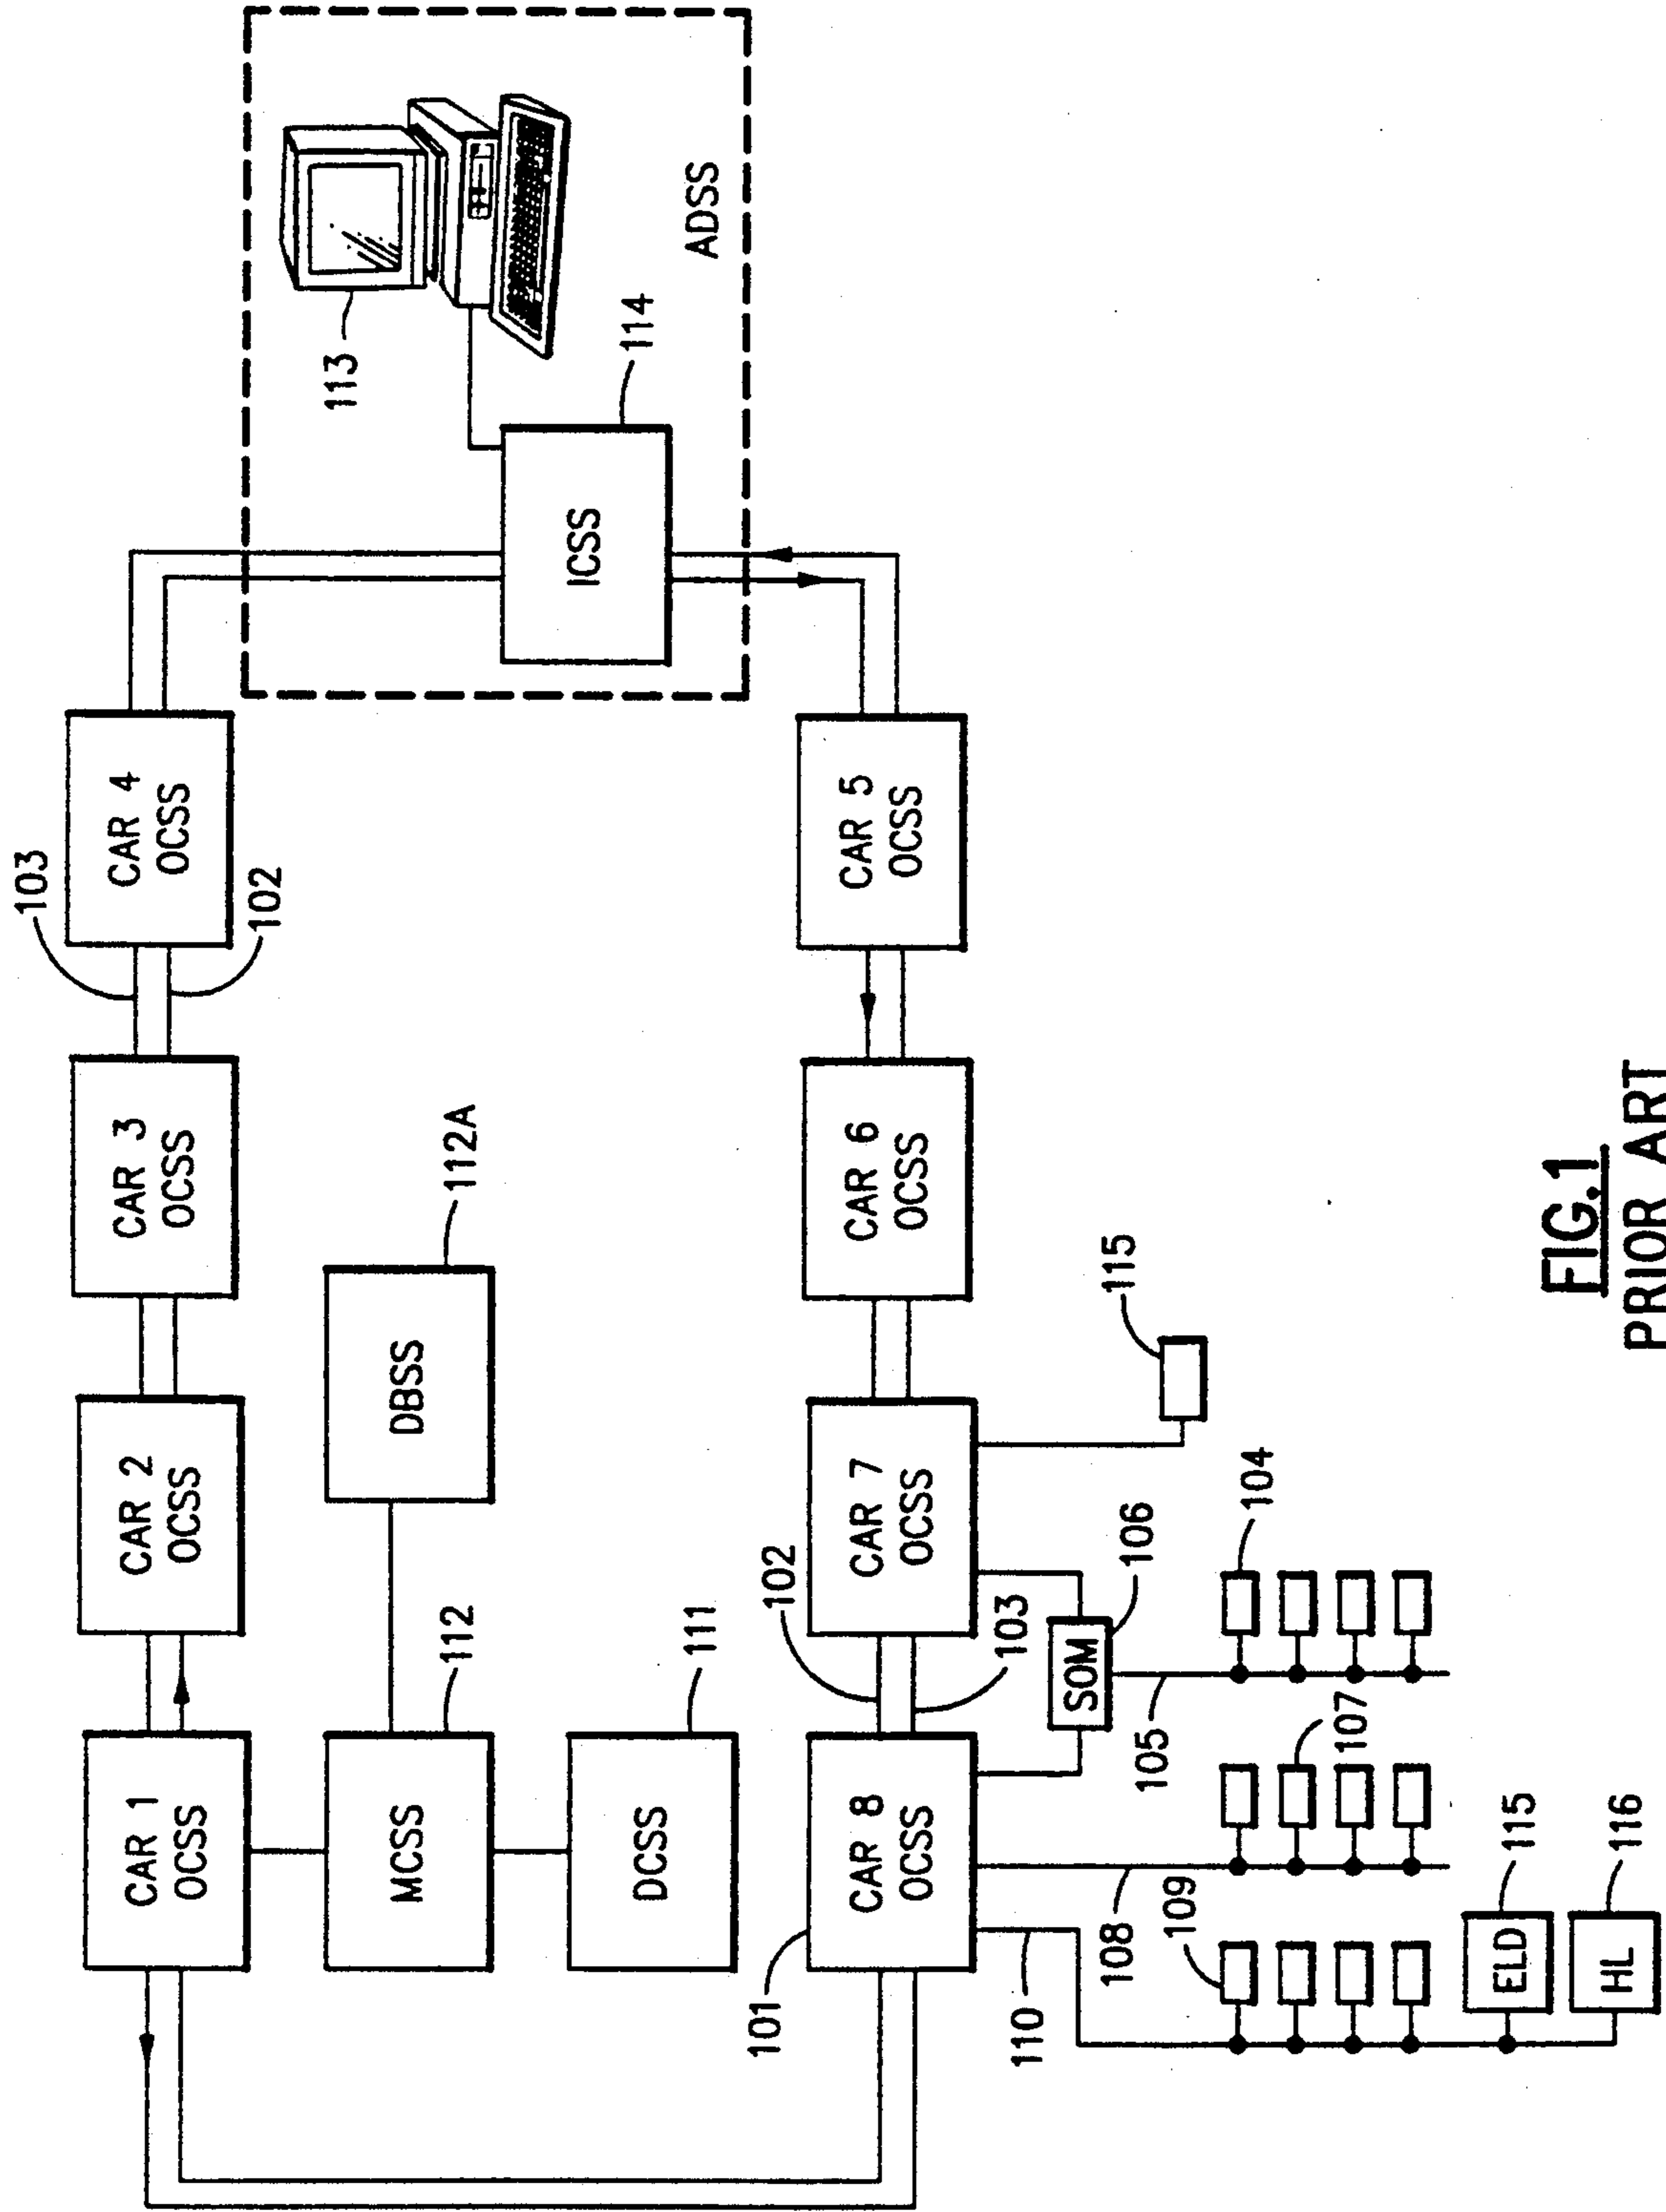 CAR 1
OCSS
CAR 2
OCSS
CAR 3
OCSS
CAR 4
OCSS
103
102
MCSS
112
DBSS
112A
DCSS
111
113
ICSS
114
ADSS
101
CAR 8
OCSS
102
103
CAR 7
OCSS
CAR 6
OCSS
CAR 5
OCSS
110
108
105
SOM
106
115
109
107
104
ELD
115
HL
116
FIG.1
PRIOR ART